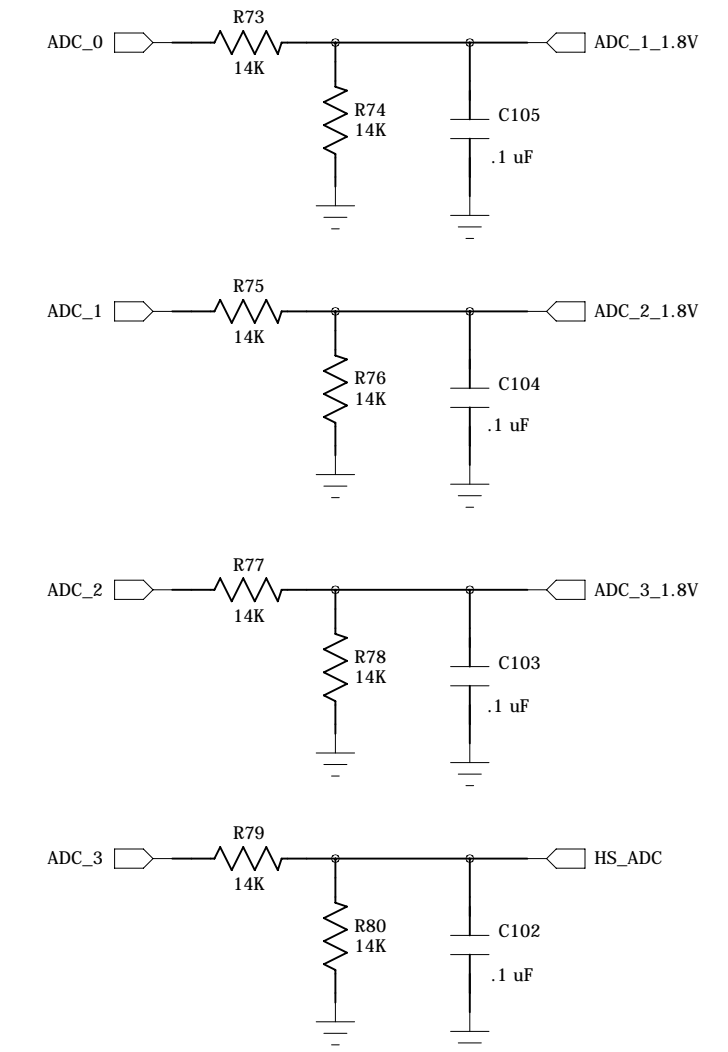 R73
ADC_0
ADC_1_1.8V
14K
R74
14K
C105
.1 uF
R75
ADC_1
ADC_2_1.8V
14K
R76
14K
C104
.1 uF
R77
ADC_2
ADC_3_1.8V
14K
R78
14K
C103
.1 uF
R79
ADC_3
HS_ADC
14K
R80
14K
C102
.1 uF